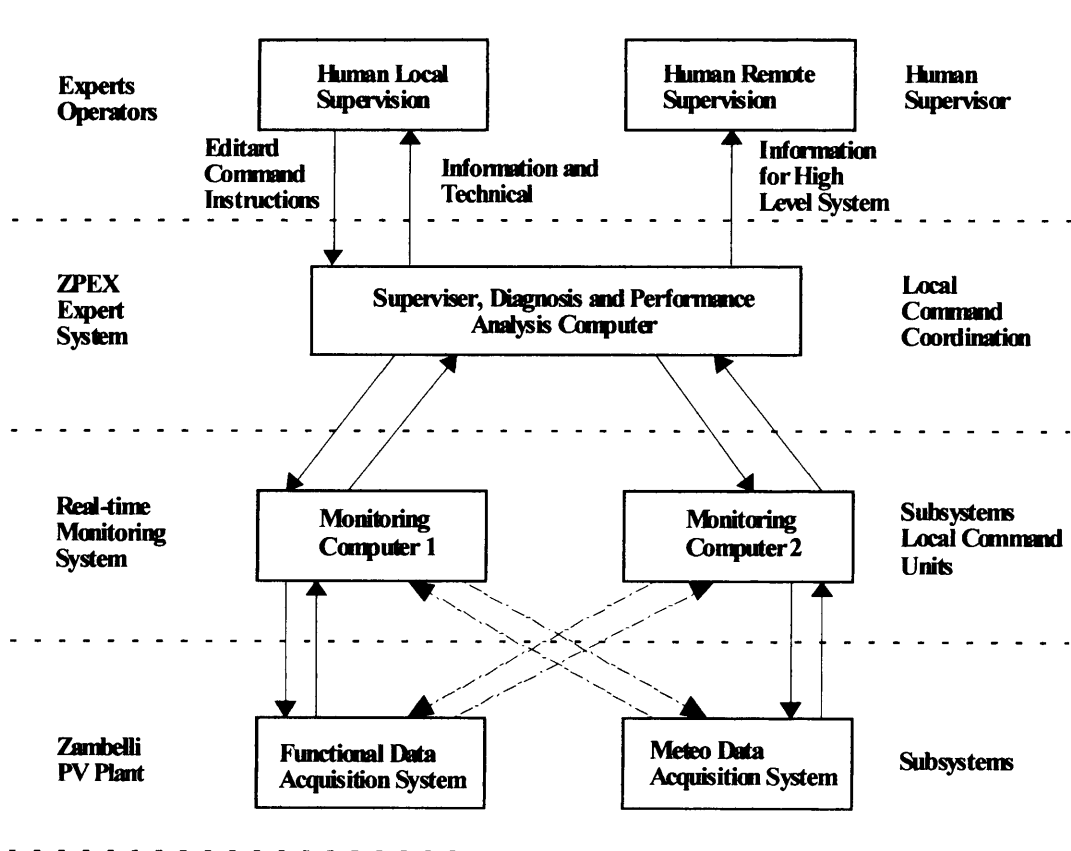 Experts
Operators
Human Local
Supervision
Human Remote
Supervision
Human
Supervisor
Editard
Command
Instructions
Information and
Technical
Information
for High
Level System
ZPEX
Expert
System
Superviser, Diagnosis and Performance
Analysis Computer
Local
Command
Coordination
Real-time
Monitoring
System
Monitoring
Computer 1
Monitoring
Computer 2
Subsystems
Local Command
Units
Zambelli
PV Plant
Functional Data
Acquisition System
Meteo Data
Acquisition System
Subsystems